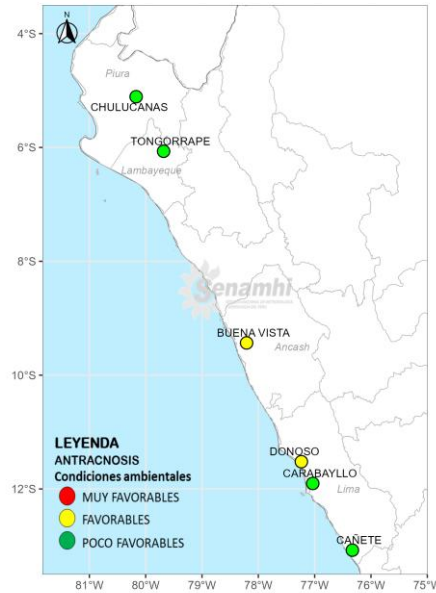 N
4°S
Piura
CHULUCANAS
TONGORRAPE
6°S
Lambayeque
8°S
Senamhi
BUENA VISTA
Ancash
10°S
DONOSO
CARABAYLLO
Lima
12°S
CAÑETE
LEYENDA
ANTRACNOSIS
Condiciones ambientales
MUY FAVORABLES
FAVORABLES
POCO FAVORABLES
81°W 80°W 79°W 78°W 77°W 76°W 75°W